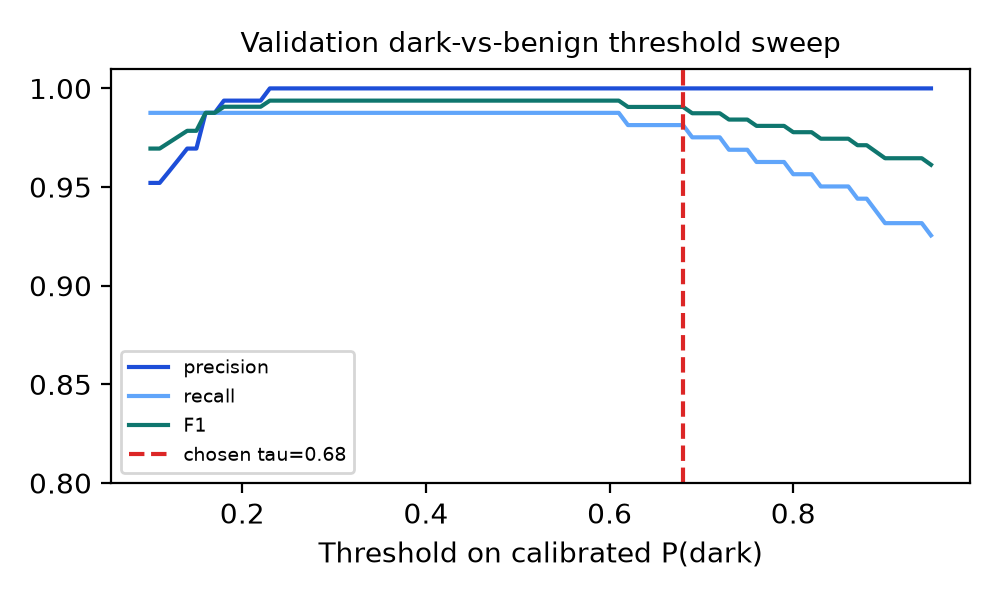 Validation dark-vs-benign threshold sweep
1.00
0.95
0.90
0.85
0.80
precision
recall
F1
chosen tau=0.68
0.2 0.4 0.6 0.8
Threshold on calibrated P(dark)